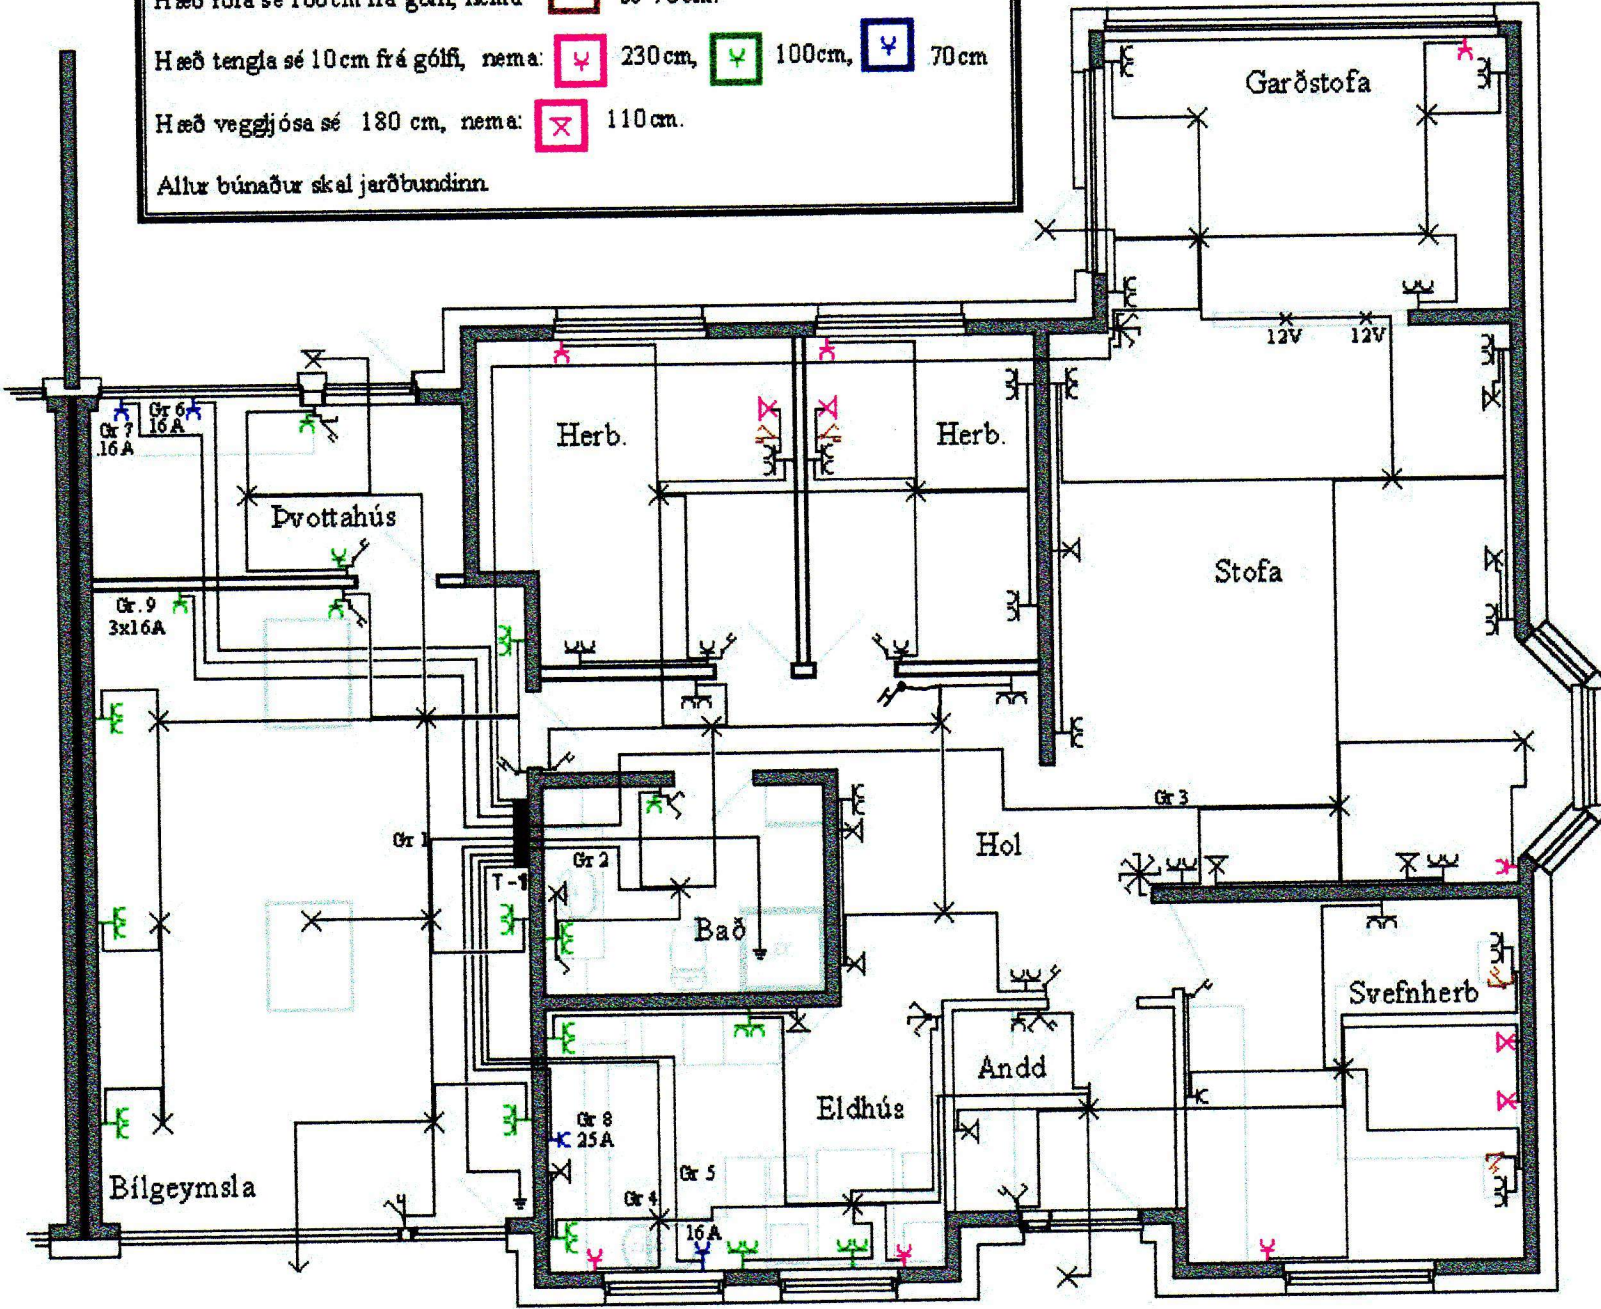 Hæð tengla sé 10cm frá gólfi, nema: 230cm, 100cm, 70cm
Hæð veggljósa sé 180 cm, nema: 110cm.
Allur búnaður skal jarðbundinn
Garðstofa
12V 12V
Gr 7
16A
Gr 6
16A
Herb. Herb.
Þvottahús
Stofa
Gr. 9
3x16A
Gr 3
Gr 1
Gr 2
T-1
Hol
Bað
Svefnherb
Andd
Eldhús
Gr 8
25A
Gr 5
Gr 4
16A
Bílgeymsla